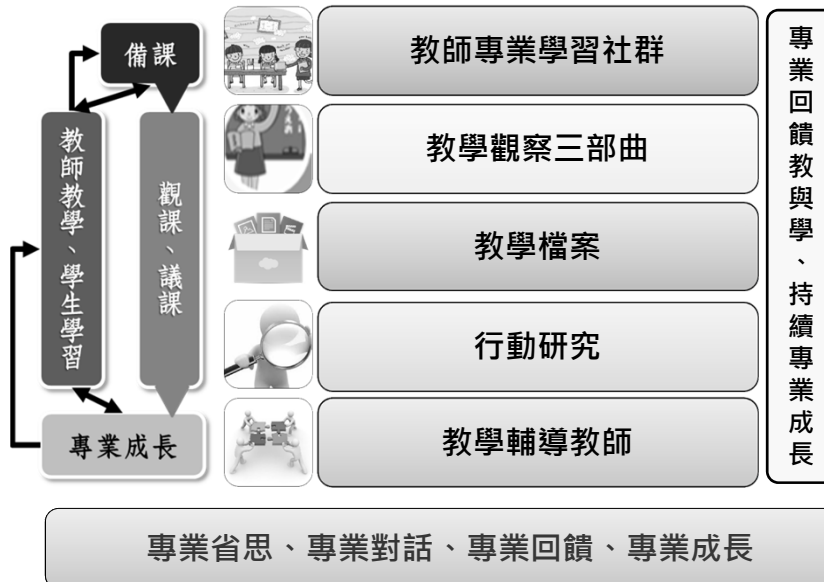 備課
教師教學、學生學習
觀課、議課
專業成長
教師專業學習社群
教學觀察三部曲
教學檔案
行動研究
教學輔導教師
專業回饋教與學、持續專業成長
專業省思、專業對話、專業回饋、專業成長